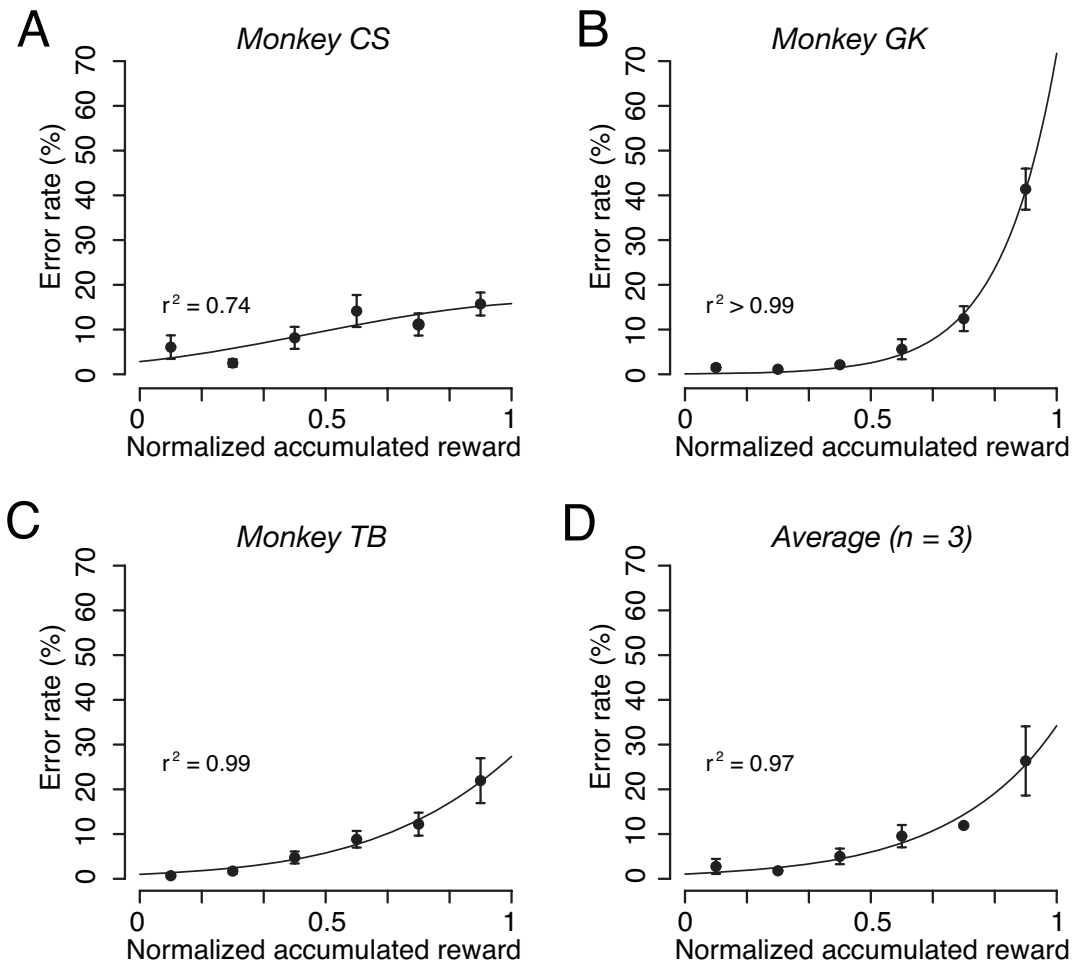 A
Monkey CS
Error rate (%)
70
60
50
40
30
20
10
0
r2 = 0.74
0
0.5
1
Normalized accumulated reward
B
Monkey GK
Error rate (%)
70
60
50
40
30
20
10
0
r2 > 0.99
0
0.5
1
Normalized accumulated reward
C
Monkey TB
Error rate (%)
70
60
50
40
30
20
10
0
r2 = 0.99
0
0.5
1
Normalized accumulated reward
D
Average (n = 3)
Error rate (%)
70
60
50
40
30
20
10
0
r2 = 0.97
0
0.5
1
Normalized accumulated reward